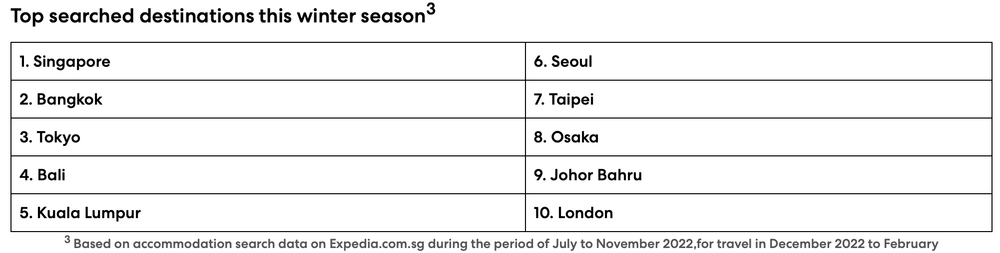 Top searched destinations this winter season3
1. Singapore
6. Seoul
2. Bangkok
7. Taipei
3. Tokyo
8. Osaka
4. Bali
9. Johor Bahru
5. Kuala Lumpur
10. London
3 Based on accommodation search data on Expedia.com.sg during the period of July to November 2022,for travel in December 2022 to February